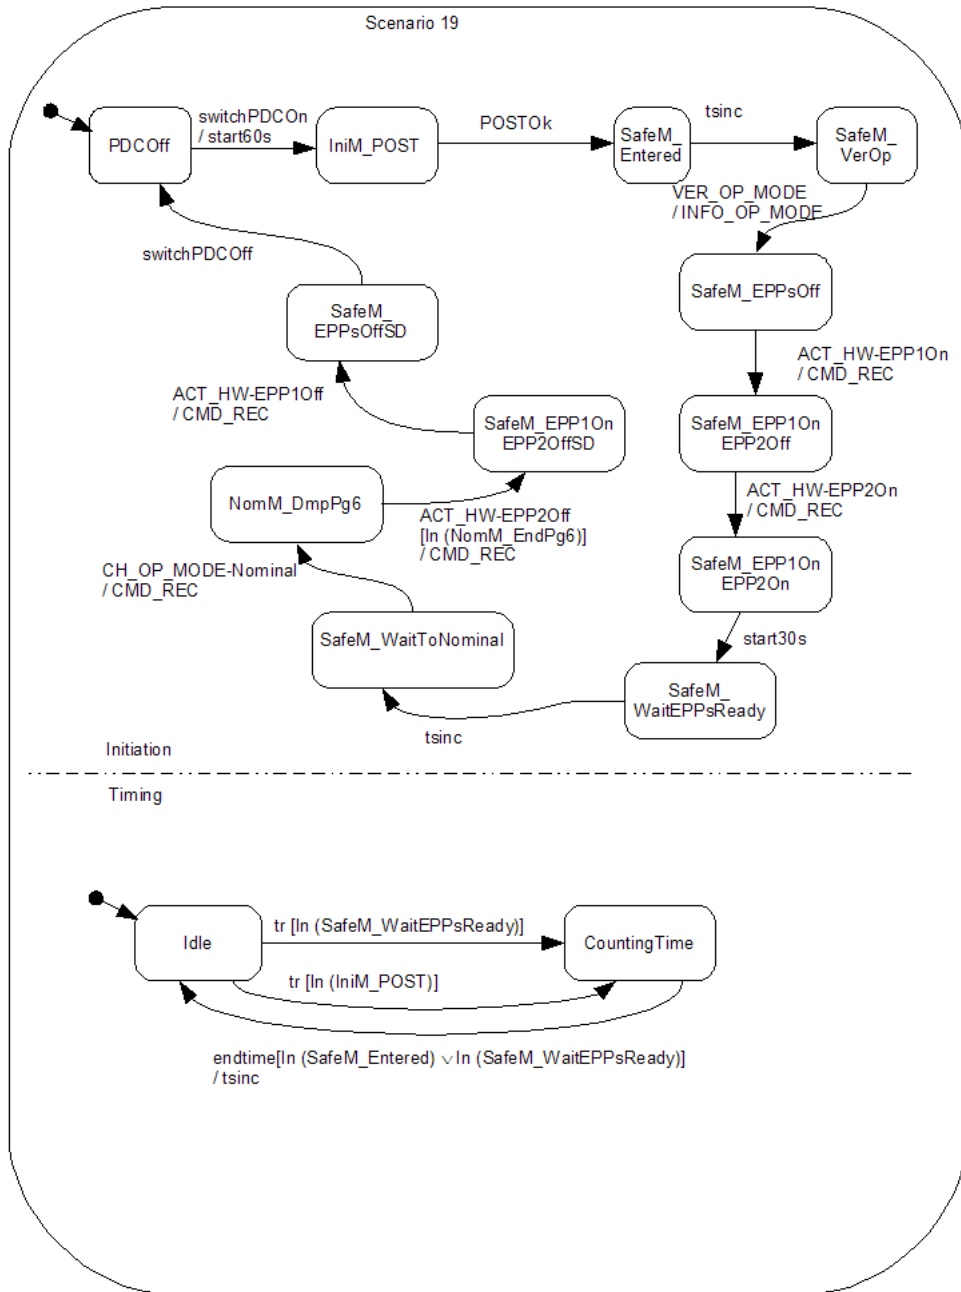 Scenario 19
switchPDCOn
/ start60s
PDCOff
IniM_POST
POSTOk
SafeM_
Entered
tsinc
SafeM_
VerOp
VER_OP_MODE
/ INFO_OP_MODE
switchPDCOff
SafeM_EPPsOff
SafeM_
EPPsOffSD
ACT_HW-EPP1On
/ CMD_REC
ACT_HW-EPP1Off
/ CMD_REC
SafeM_EPP1On
EPP2OffSD
SafeM_EPP1On
EPP2Off
NomM_DmpPg6
ACT_HW-EPP2Off
[In (NomM_EndPg6)]
/ CMD_REC
ACT_HW-EPP2On
/ CMD_REC
SafeM_EPP1On
EPP2On
CH_OP_MODE-Nominal
/ CMD_REC
SafeM_WaitToNominal
start30s
SafeM_
WaitEPPsReady
tsinc
Initiation
Timing
Idle
tr [In (SafeM_WaitEPPsReady)]
CountingTime
tr [In (IniM_POST)]
endtime[In (SafeM_Entered) ∨ In (SafeM_WaitEPPsReady)]
/ tsinc